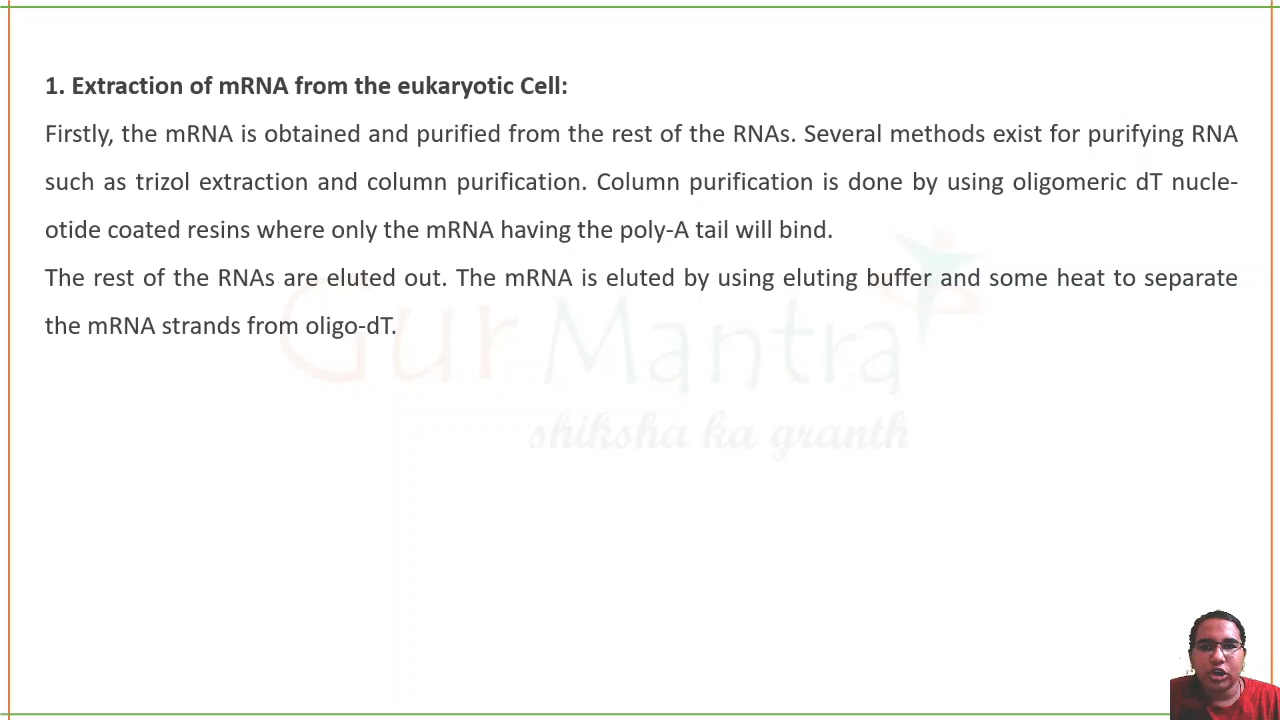 1. Extraction of mRNA from the eukaryotic Cell:
Firstly, the mRNA is obtained and purified from the rest of the RNAs. Several methods exist for purifying RNA
such as trizol extraction and column purification. Column purification is done by using oligomeric dT nucle-
otide coated resins where only the mRNA having the poly-A tail will bind.
The rest of the RNAs are eluted out. The mRNA is eluted by using eluting buffer and some heat to separate
the mRNA strands from oligo-dT.
Gur Mantra
shiksha ka granth